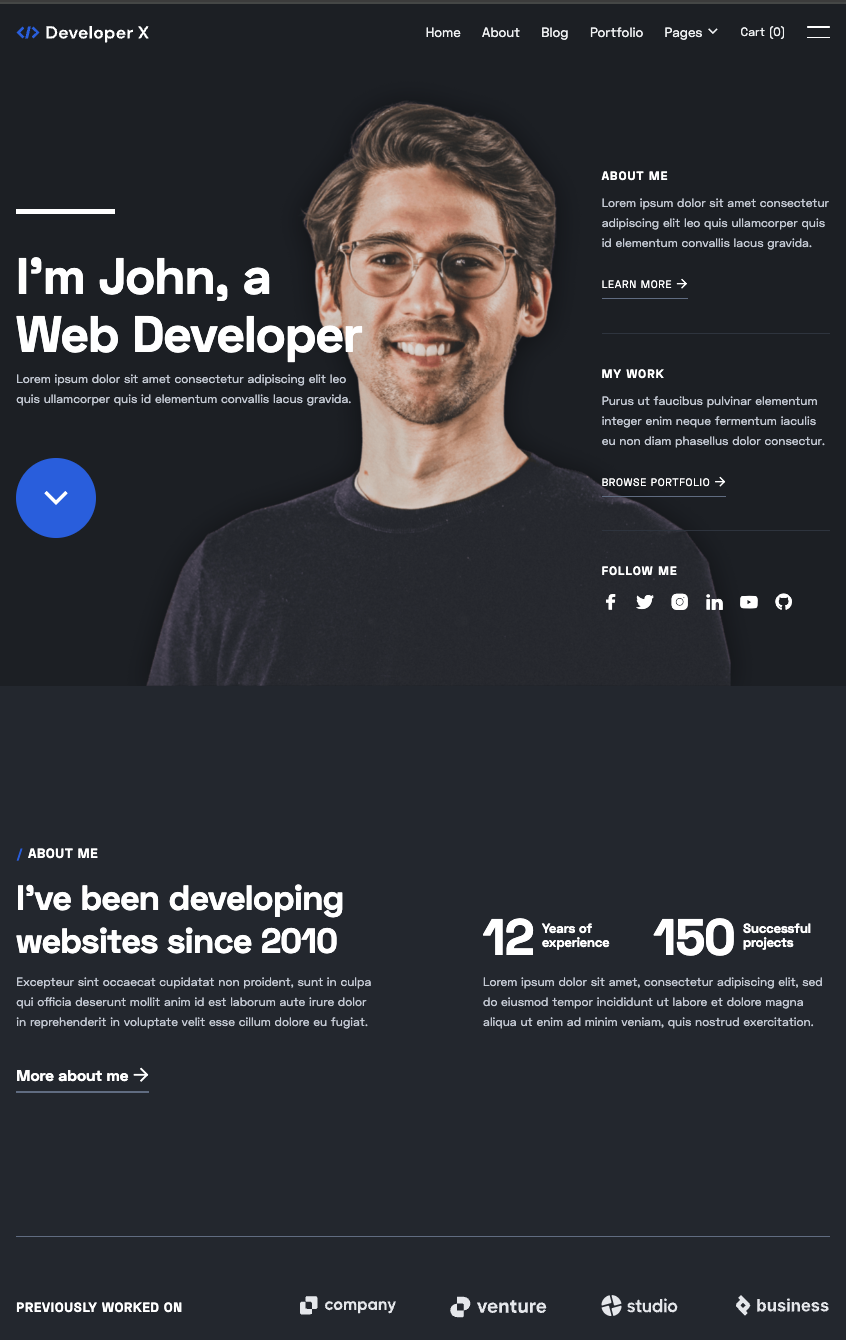 </> Developer X
Home About Blog Portfolio Pages Cart (0)
I’m John, a
Web Developer
Lorem ipsum dolor sit amet consectetur adipiscing elit leo
quis ullamcorper quis id elementum convallis lacus gravida.
ABOUT ME
Lorem ipsum dolor sit amet consectetur
adipiscing elit leo quis ullamcorper quis
id elementum convallis lacus gravida.
LEARN MORE →
MY WORK
Purus ut faucibus pulvinar elementum
integer enim neque fermentum iaculis
eu non diam phasellus dolor consectur.
BROWSE PORTFOLIO →
FOLLOW ME
/ ABOUT ME
I’ve been developing
websites since 2010
Excepteur sint occaecat cupidatat non proident, sunt in culpa
qui officia deserunt mollit anim id est laborum aute irure dolor
in reprehenderit in voluptate velit esse cillum dolore eu fugiat.
More about me →
12 Years of
experience
150 Successful
projects
Lorem ipsum dolor sit amet, consectetur adipiscing elit, sed
do eiusmod tempor incididunt ut labore et dolore magna
aliqua ut enim ad minim veniam, quis nostrud exercitation.
PREVIOUSLY WORKED ON
company
venture
studio
business